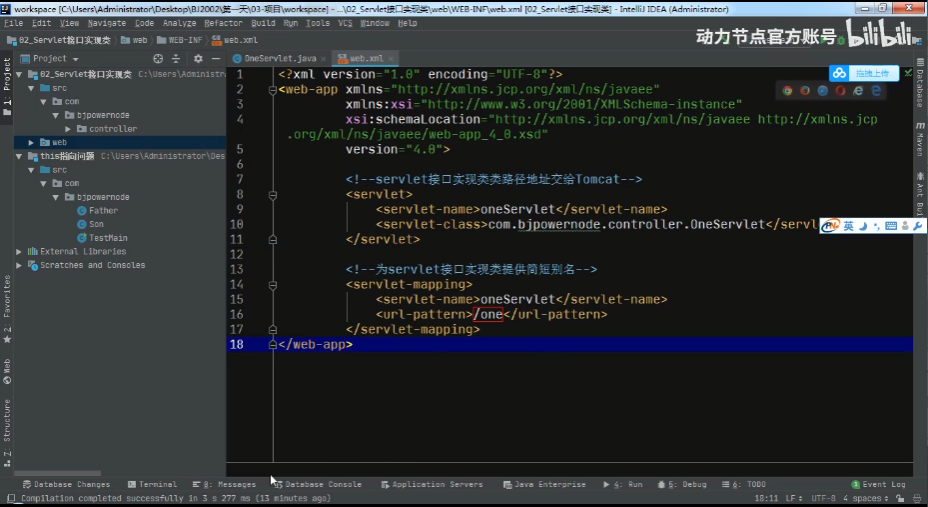 workspace [C:\Users\Administrator\Desktop\BJ2002\第一天\03-项目\workspace] - ...\02_Servlet接口实现类\web\WEB-INF\web.xml [02_Servlet接口实现类] - IntelliJ IDEA (Administrator)
File Edit View Navigate Code Analyze Refactor Build Run Tools VCS Window Help
02_Servlet接口实现类 web WEB-INF web.xml
动力节点官方账号 bilibili
Project
OneServlet.java
web.xml
拖拽上传
02_Servlet接口实现类 C:\Users\Administr
src
com
bjpowernode
controller
web
this指向问题 C:\Users\Administrator\Des
src
com
bjpowernode
Father
Son
TestMain
External Libraries
Scratches and Consoles
1 <?xml version="1.0" encoding="UTF-8"?>
2 <web-app xmlns="http://xmlns.jcp.org/xml/ns/javaee"
3 xmlns:xsi="http://www.w3.org/2001/XMLSchema-instance"
4 xsi:schemaLocation="http://xmlns.jcp.org/xml/ns/javaee http://xmlns.jcp
.org/xml/ns/javaee/web-app_4_0.xsd"
5 version="4.0">
6
7 <!--servlet接口实现类类路径地址交给Tomcat-->
8 <servlet>
9 <servlet-name>oneServlet</servlet-name>
10 <servlet-class>com.bjpowernode.controller.OneServlet</servl
11 </servlet>
12
13 <!--为servlet接口实现类提供简短别名-->
14 <servlet-mapping>
15 <servlet-name>oneServlet</servlet-name>
16 <url-pattern>/one</url-pattern>
17 </servlet-mapping>
18 </web-app>
英
1: Project
2: Favorites
Web
Z: Structure
Database
Maven
Ant Build
Database Changes Terminal 0: Messages Database Console Application Servers Java Enterprise 4: Run 5: Debug 6: TODO Event Log
Compilation completed successfully in 3 s 277 ms (13 minutes ago)
18:11 LF UTF-8 4 spaces